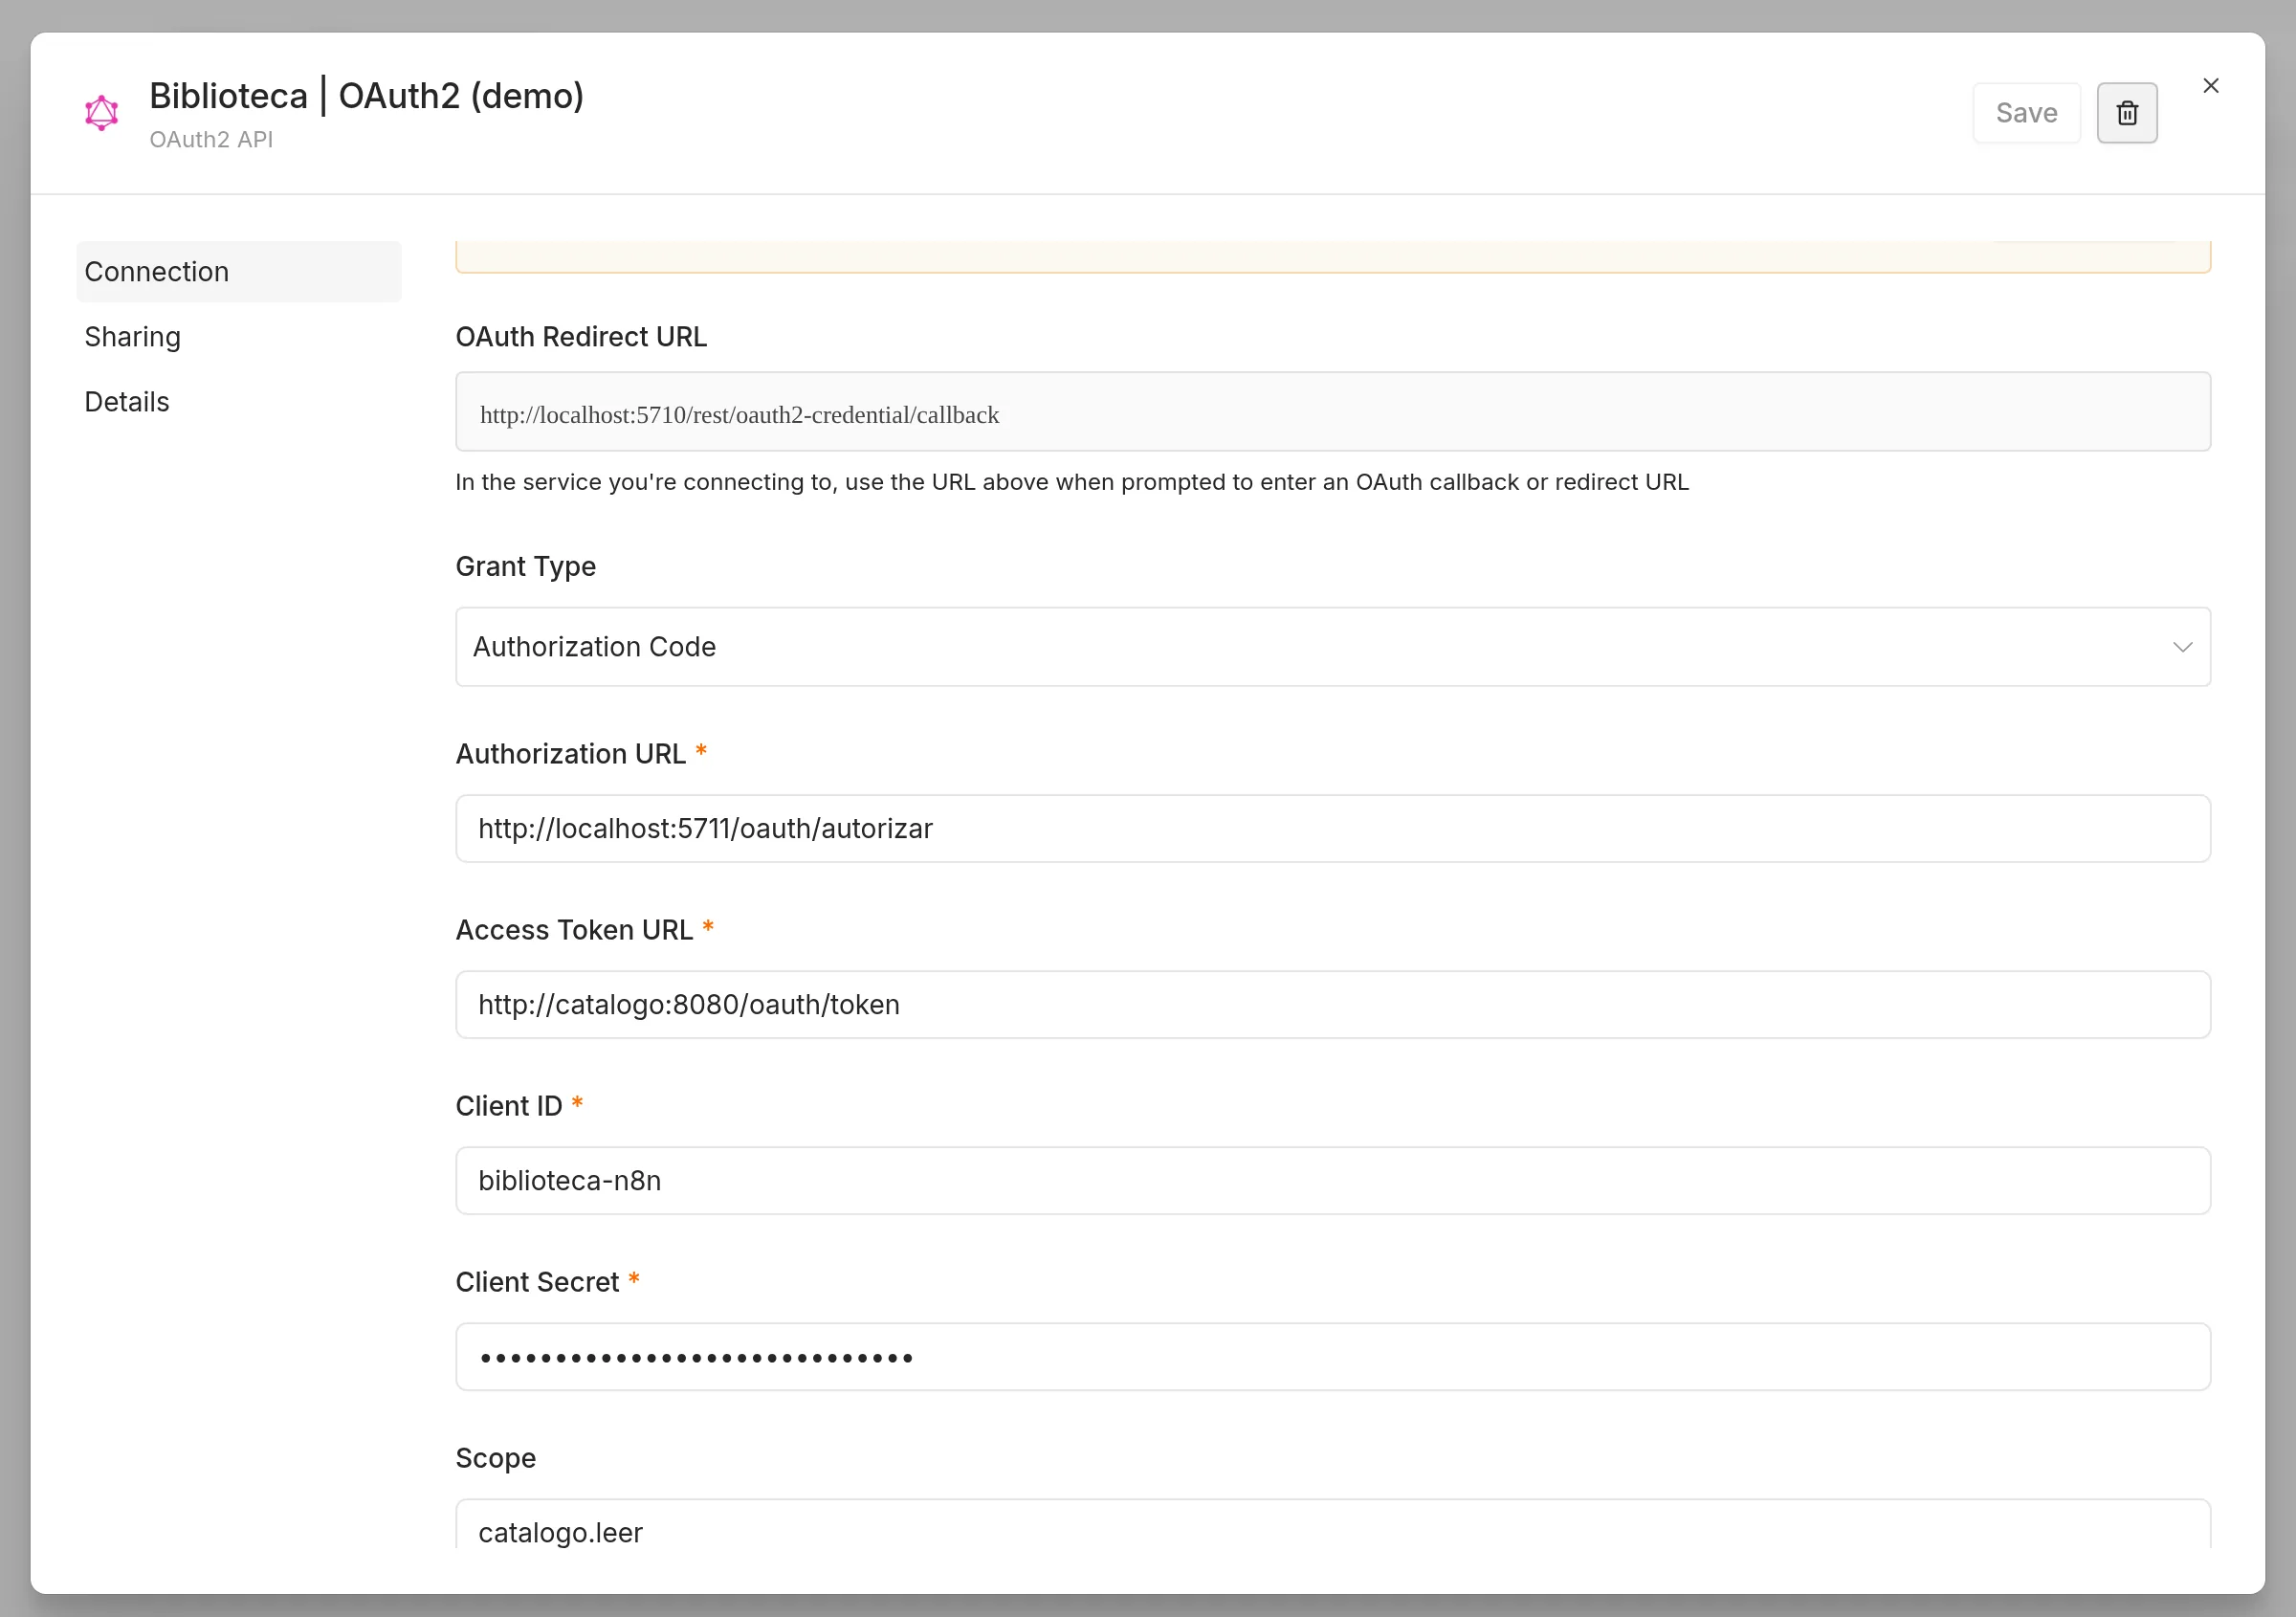 Biblioteca | OAuth2 (demo)
OAuth2 API
Save
Connection
Sharing
Details
OAuth Redirect URL
http://localhost:5710/rest/oauth2-credential/callback
In the service you're connecting to, use the URL above when prompted to enter an OAuth callback or redirect URL
Grant Type
Authorization Code
Authorization URL *
http://localhost:5711/oauth/autorizar
Access Token URL *
http://catalogo:8080/oauth/token
Client ID *
biblioteca-n8n
Client Secret *
•••••••••••••••••••••••••••••
Scope
catalogo.leer